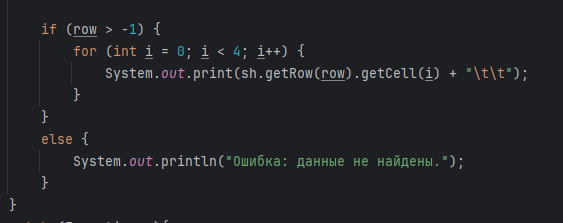 if (row > -1) {
for (int i = 0; i < 4; i++) {
System.out.print(sh.getRow(row).getCell(i) + "\t\t");
}
}
else {
System.out.println("Ошибка: данные не найдены.");
}
}